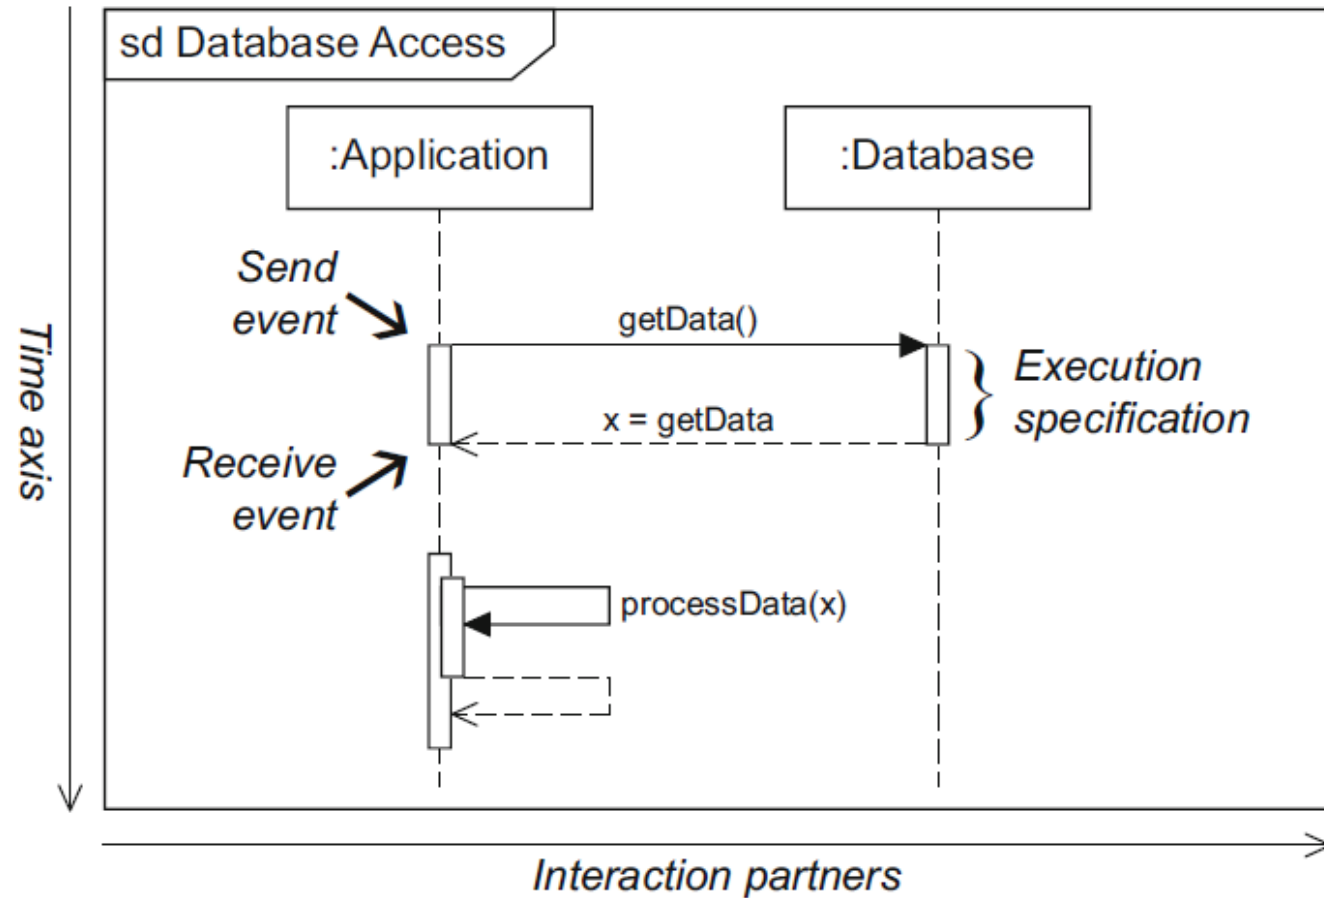 sd Database Access
:Application
:Database
Send
event
getData()
Execution
specification
x = getData
Receive
event
Time axis
processData(x)
Interaction partners